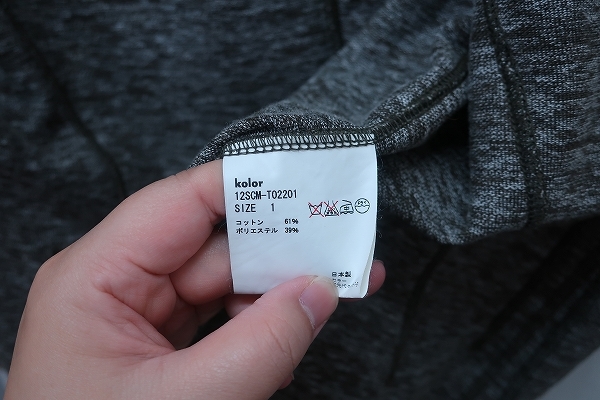 kolor
12SCM-T02201
SIZE 1
コットン 61%
ポリエステル 39%
日本製